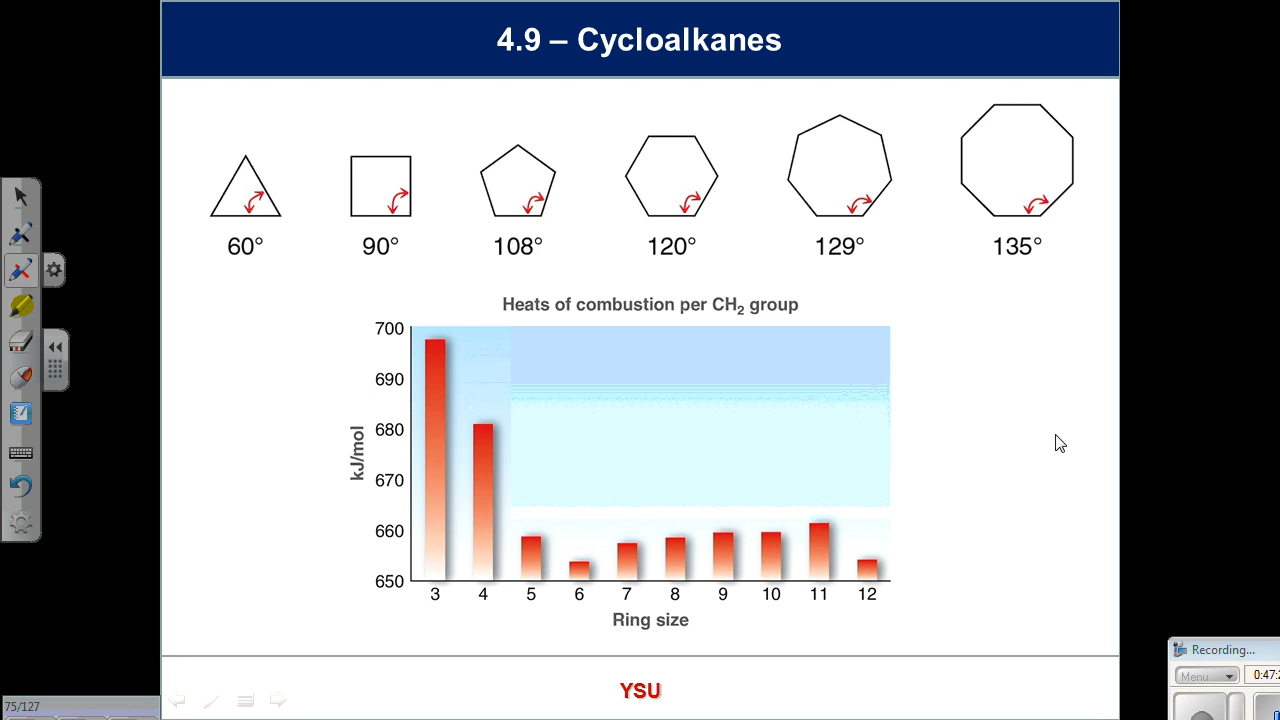 4.9 – Cycloalkanes
60° 90° 108° 120° 129° 135°
Heats of combustion per CH₂ group
700
690
680
670
660
650
kJ/mol
3 4 5 6 7 8 9 10 11 12
Ring size
YSU
75/127
Recording...
Menu